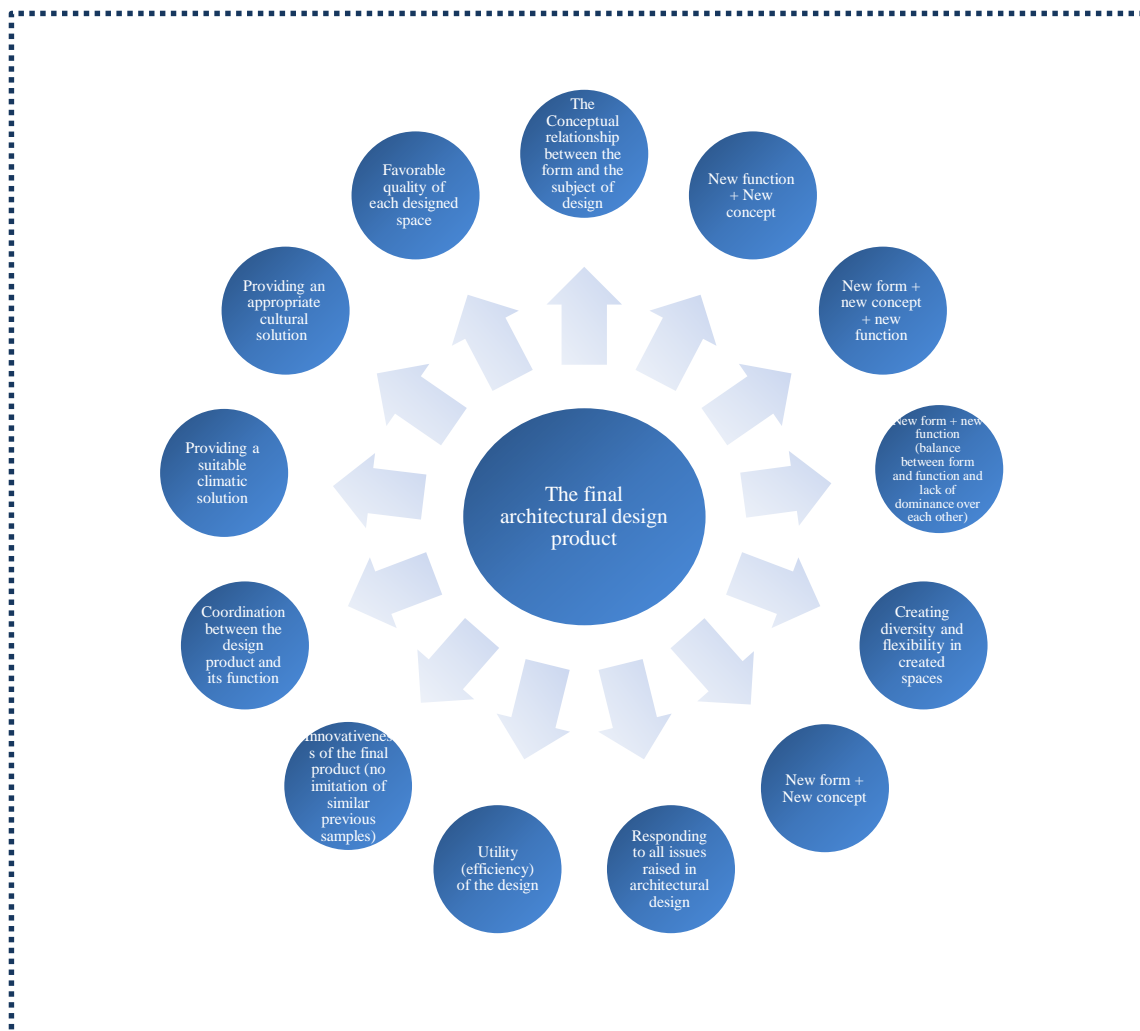 The
Conceptual
relationship
between the
form and the
subject of
design
New function
+ New
concept
New form +
new concept
+ new
function
New form + new
function
(balance
between form
and function and
lack of
dominance over
each other)
Creating
diversity and
flexibility in
created
spaces
New form +
New concept
Responding
to all issues
raised in
architectural
design
Utility
(efficiency)
of the design
Innovativenes
s of the final
product (no
imitation of
similar
previous
samples)
Coordination
between the
design
product and
its function
Providing a
suitable
climatic
solution
Providing an
appropriate
cultural
solution
Favorable
quality of
each designed
space
The final
architectural design
product